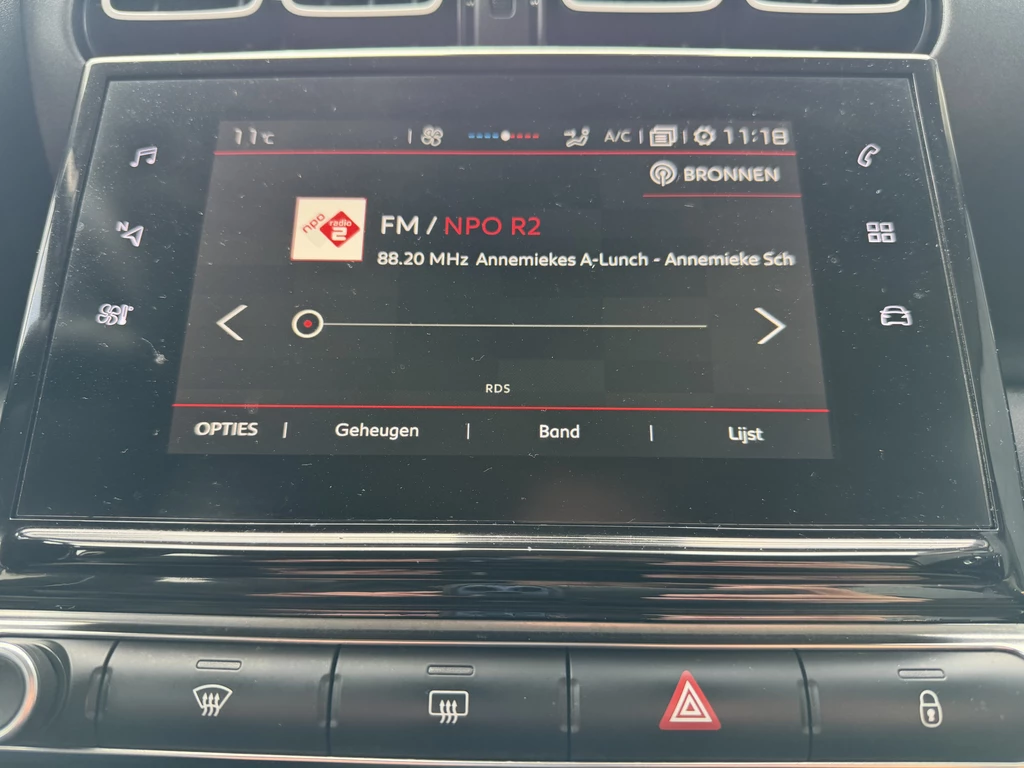 11°C A/C 11:18
BRONNEN
npo radio 2
FM / NPO R2
88.20 MHz Annemiekes A-Lunch - Annemieke Sch
RDS
OPTIES | Geheugen | Band | Lijst
N